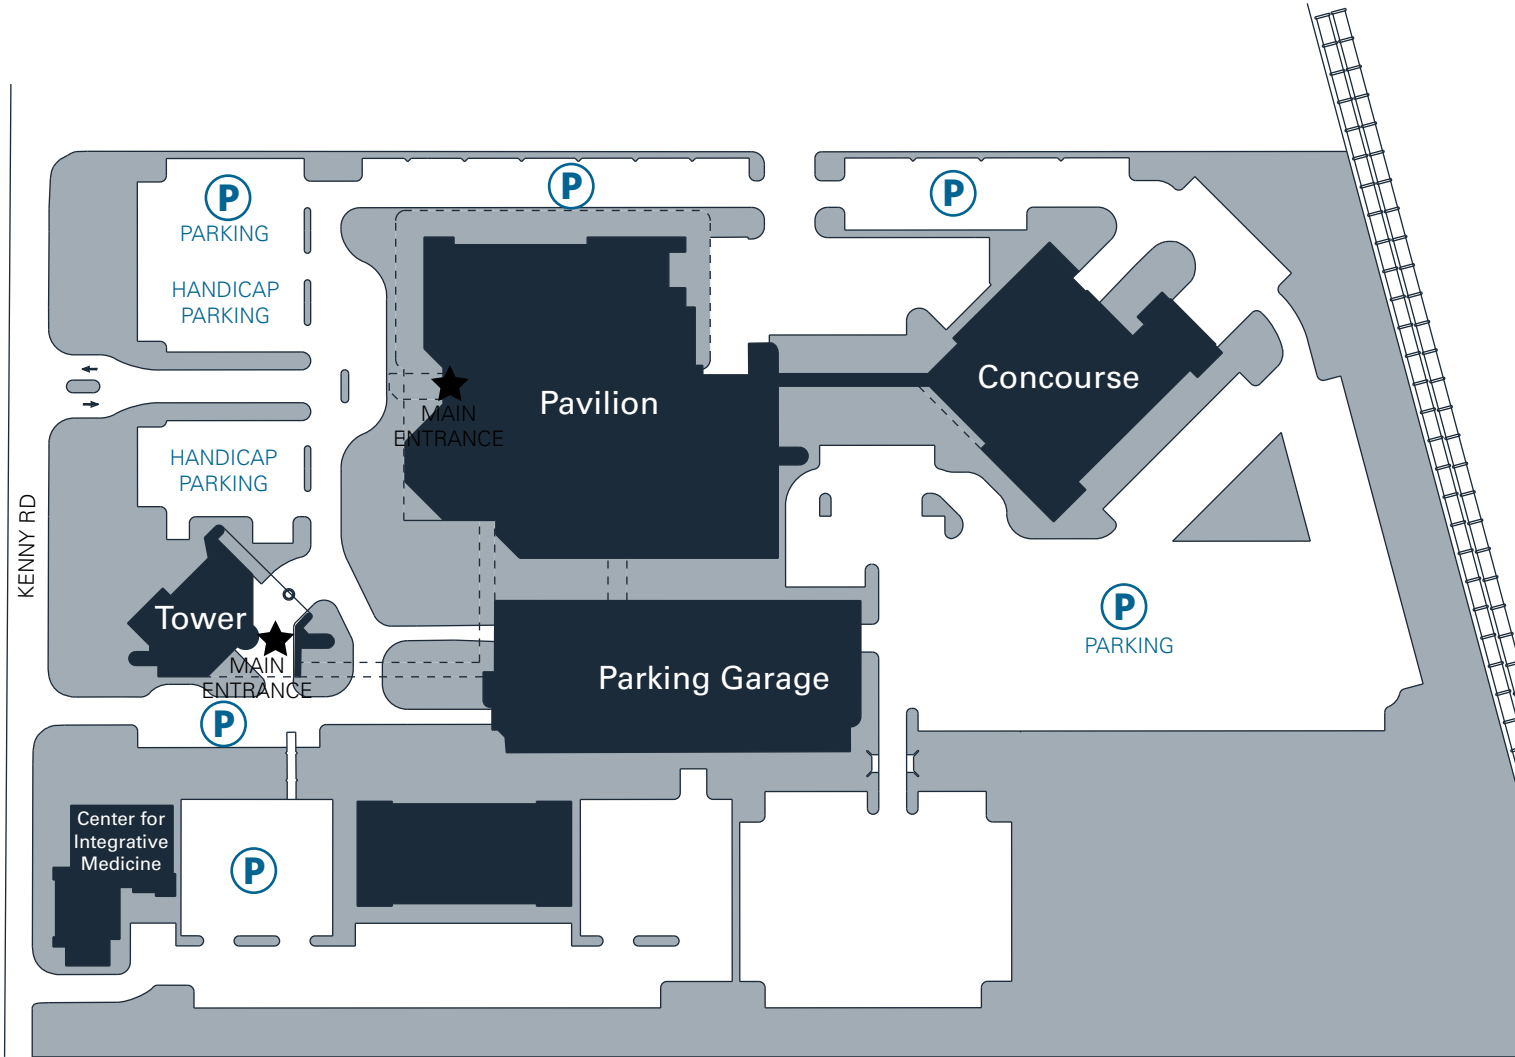 P
PARKING
HANDICAP
PARKING
P
P
Concourse
Pavilion
MAIN
ENTRANCE
HANDICAP
PARKING
KENNY RD
Tower
MAIN
ENTRANCE
P
Parking Garage
P
PARKING
Center for
Integrative
Medicine
P